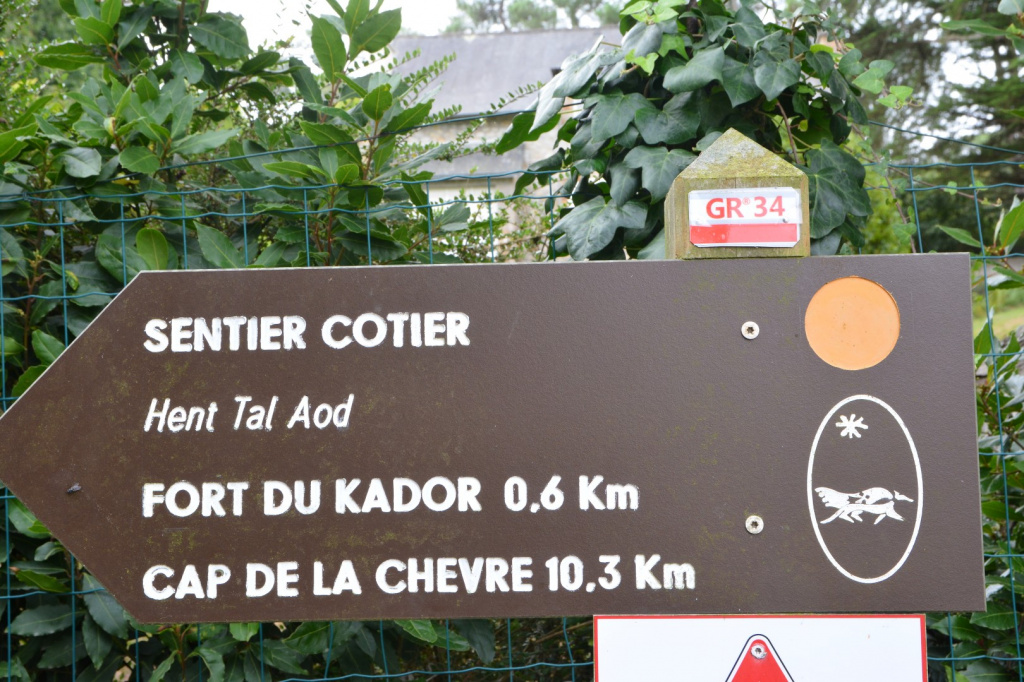 GR® 34
SENTIER COTIER
Hent Tal Aod
FORT DU KADOR 0,6 Km
CAP DE LA CHEVRE 10,3 Km